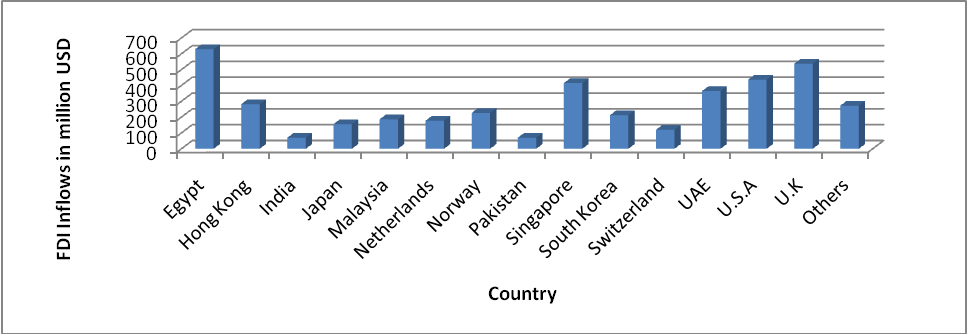 FDI Inflows in million USD
700
600
500
400
300
200
100
0
Egypt
Hong Kong
India
Japan
Malaysia
Netherlands
Norway
Pakistan
Singapore
South Korea
Switzerland
UAE
U.S.A
U.K
Others
Country